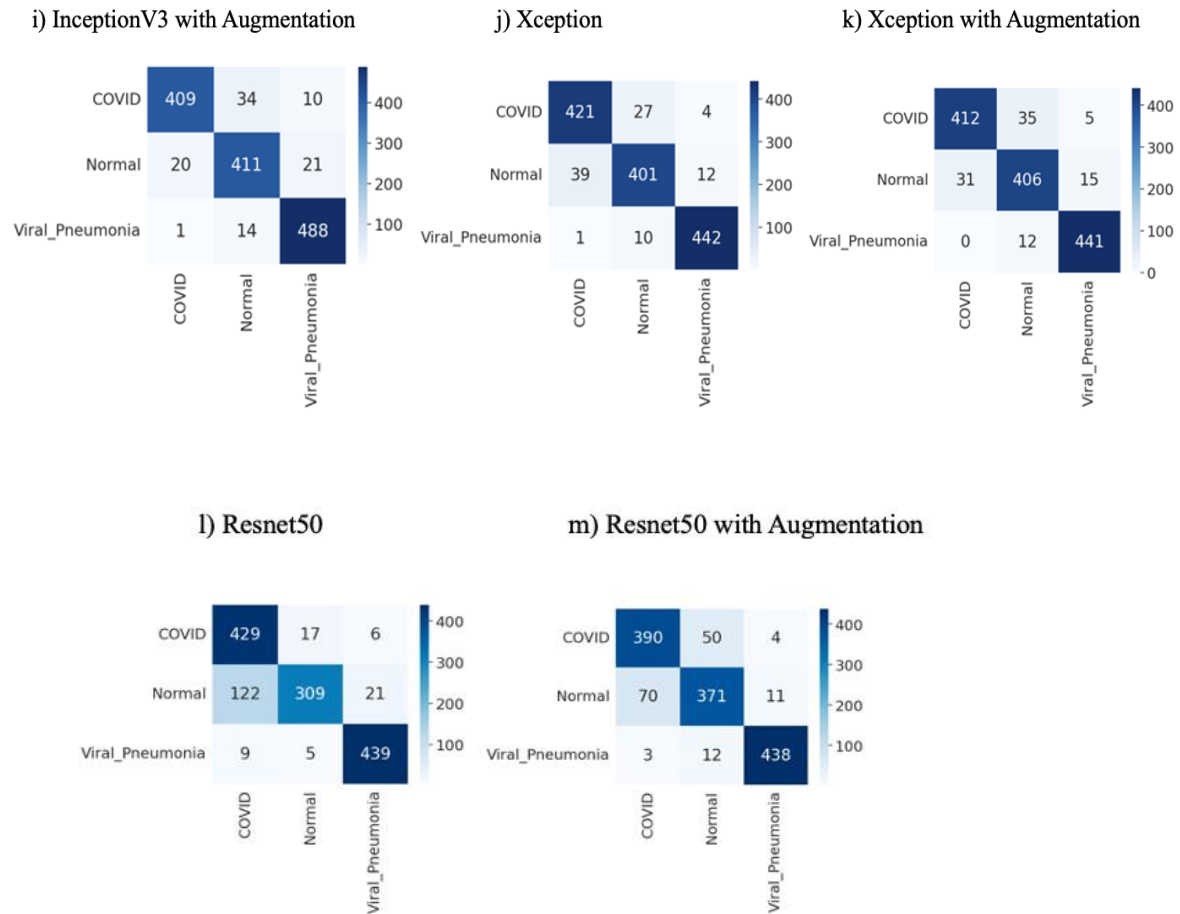 i) InceptionV3 with Augmentation
COVID 409 34 10
Normal 20 411 21
Viral_Pneumonia 1 14 488
400
300
200
100
COVID
Normal
Viral_Pneumonia
j) Xception
COVID 421 27 4
Normal 39 401 12
Viral_Pneumonia 1 10 442
400
300
200
100
COVID
Normal
Viral_Pneumonia
k) Xception with Augmentation
COVID 412 35 5
Normal 31 406 15
Viral_Pneumonia 0 12 441
400
300
200
100
0
COVID
Normal
Viral_Pneumonia
l) Resnet50
COVID 429 17 6
Normal 122 309 21
Viral_Pneumonia 9 5 439
400
300
200
100
COVID
Normal
Viral_Pneumonia
m) Resnet50 with Augmentation
COVID 390 50 4
Normal 70 371 11
Viral_Pneumonia 3 12 438
400
300
200
100
COVID
Normal
Viral_Pneumonia